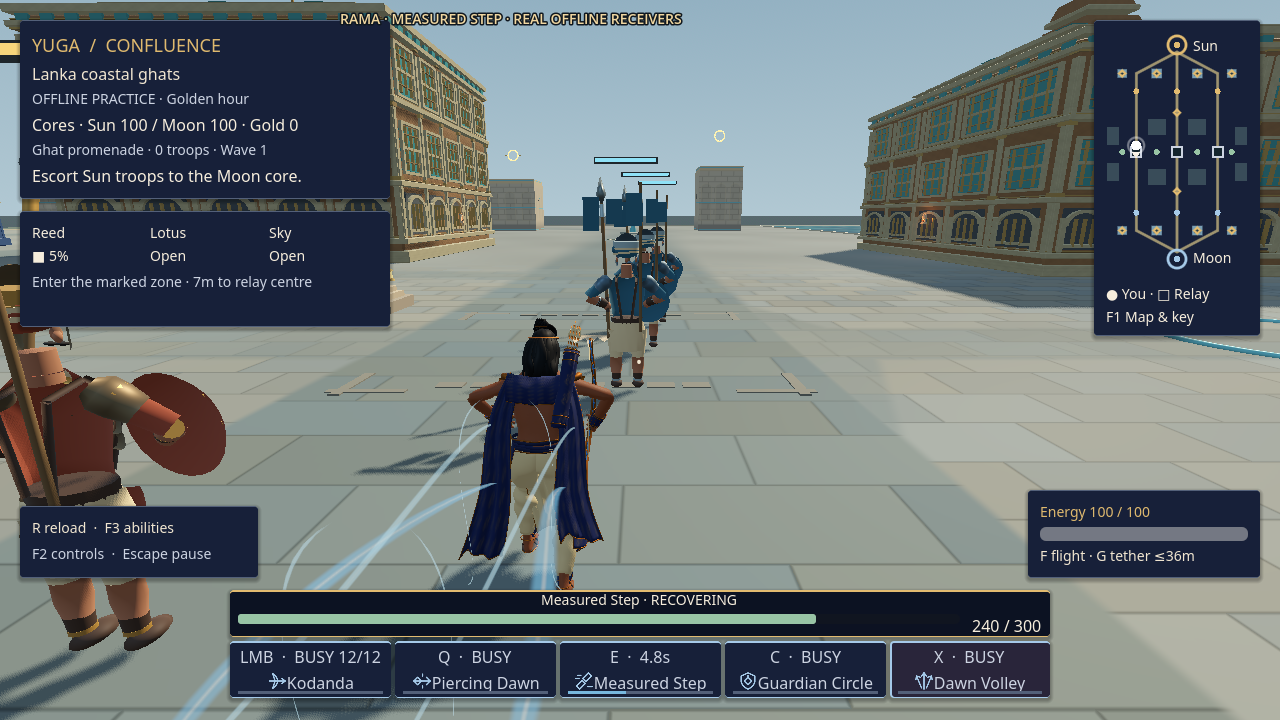 RAMA · MEASURED STEP · REAL OFFLINE RECEIVERS
YUGA / CONFLUENCE
Lanka coastal ghats
OFFLINE PRACTICE · Golden hour
Cores · Sun 100 / Moon 100 · Gold 0
Ghat promenade · 0 troops · Wave 1
Escort Sun troops to the Moon core.
Reed Lotus Sky
5% Open Open
Enter the marked zone · 7m to relay centre
Sun
Moon
You · Relay
F1 Map & key
R reload · F3 abilities
F2 controls · Escape pause
Energy 100 / 100
F flight · G tether ≤36m
Measured Step · RECOVERING
240 / 300
LMB · BUSY 12/12
Kodanda
Q · BUSY
Piercing Dawn
E · 4.8s
Measured Step
C · BUSY
Guardian Circle
X · BUSY
Dawn Volley